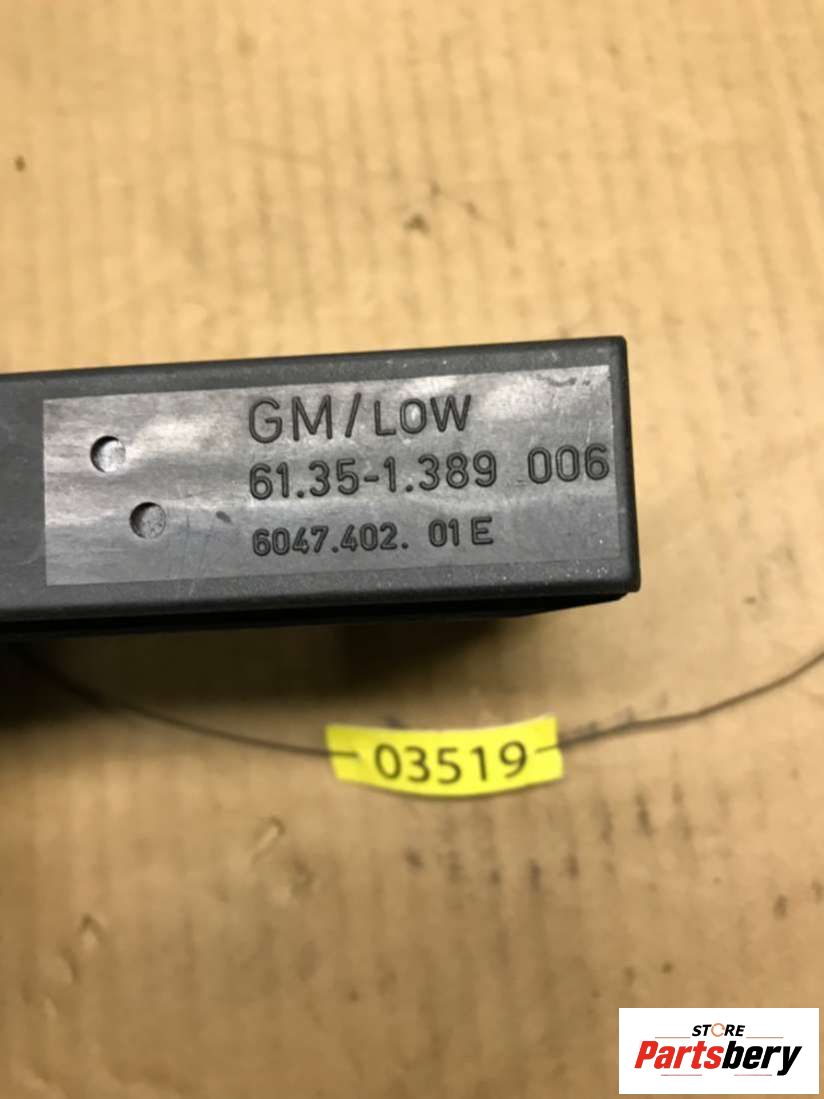 GM/LOW
61.35-1.389 006
6047.402. 01E
03519
STORE
Partsbery